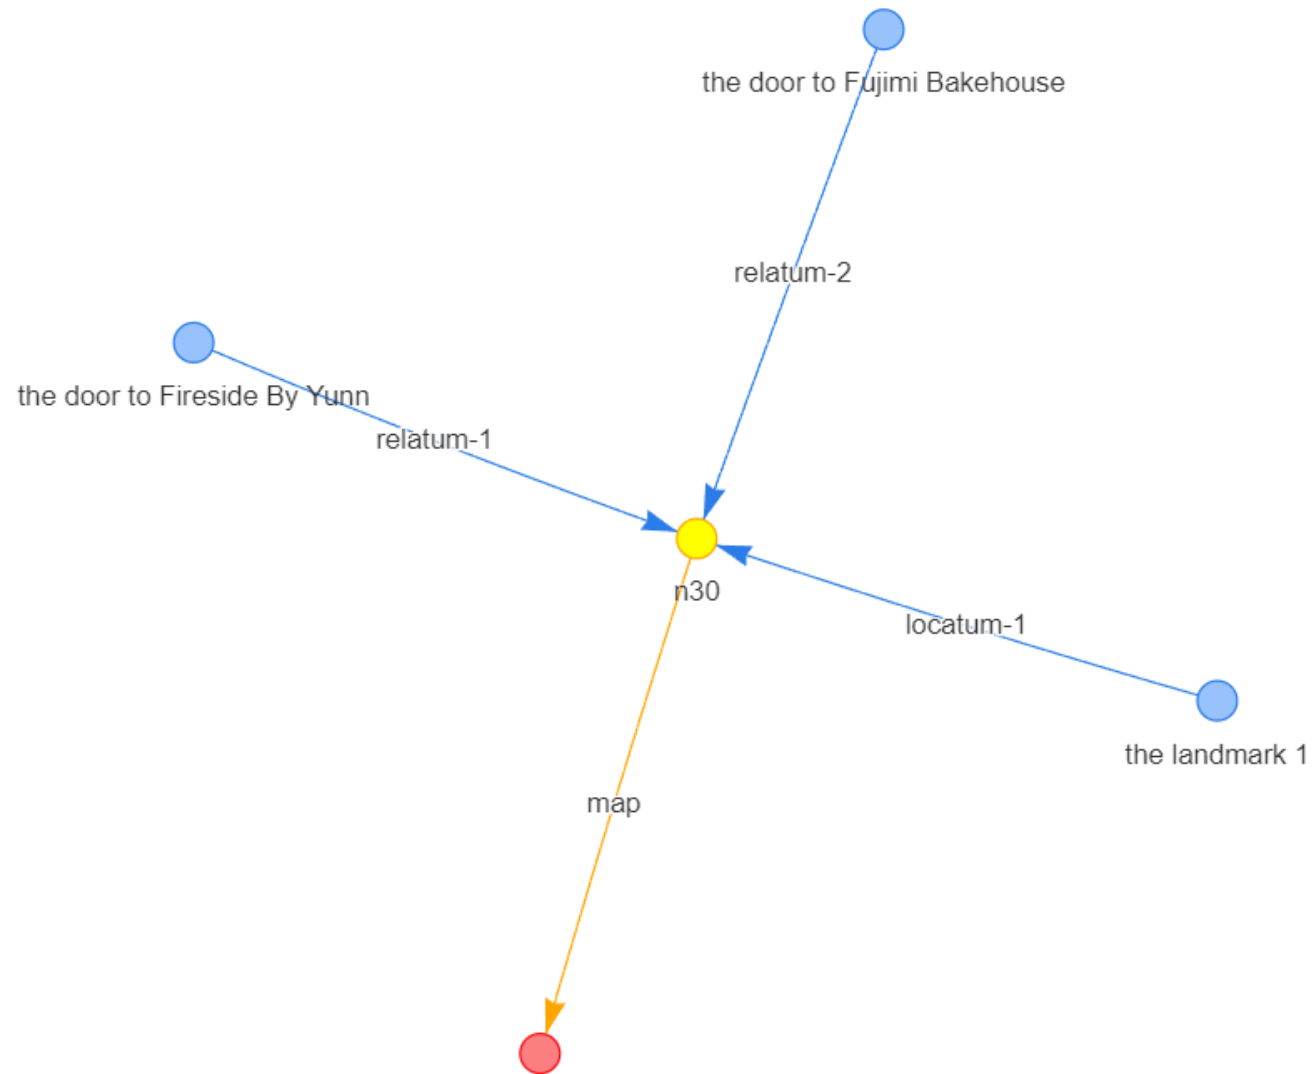 the door to Fujimi Bakehouse
relatum-2
the door to Fireside By Yunn
relatum-1
n30
locatum-1
the landmark 1
map